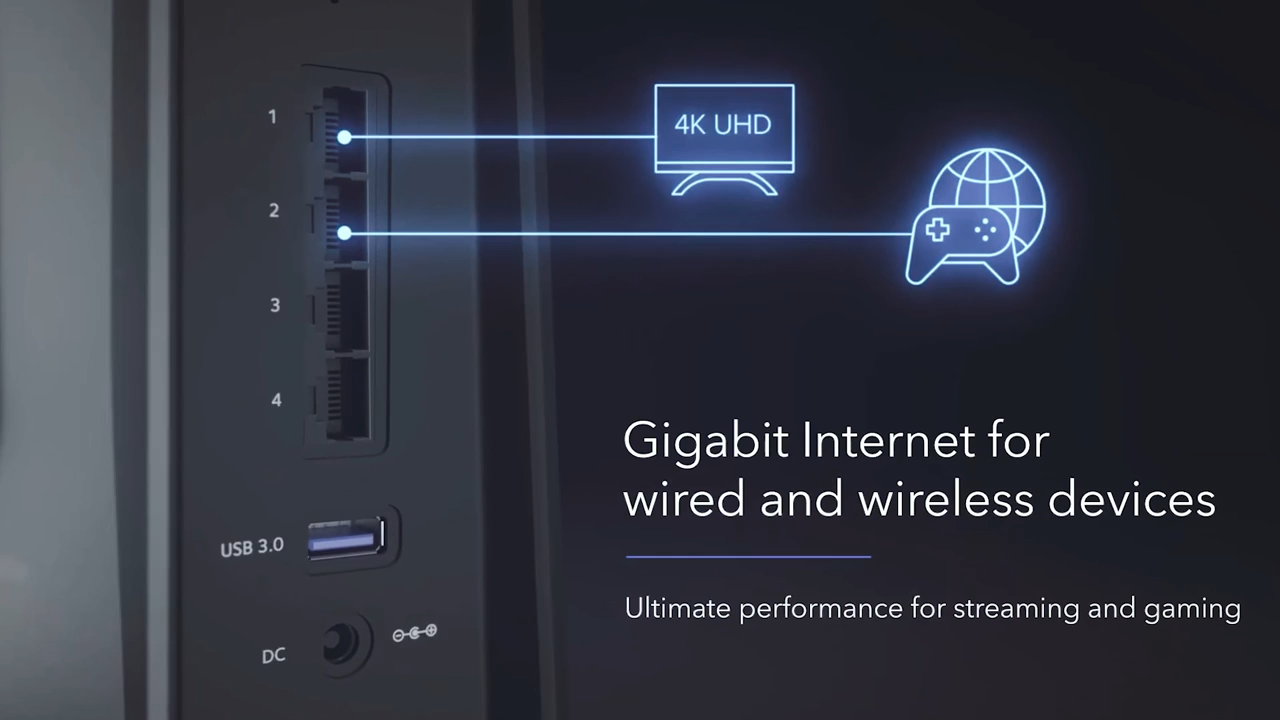 1
2
3
4
USB 3.0
DC
4K UHD
Gigabit Internet for
wired and wireless devices
Ultimate performance for streaming and gaming